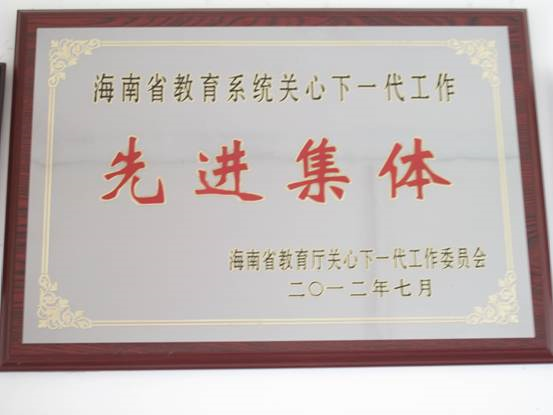 海南省教育系统关心下一代工作
先进集体
海南省教育厅关心下一代工作委员会
二〇一二年七月